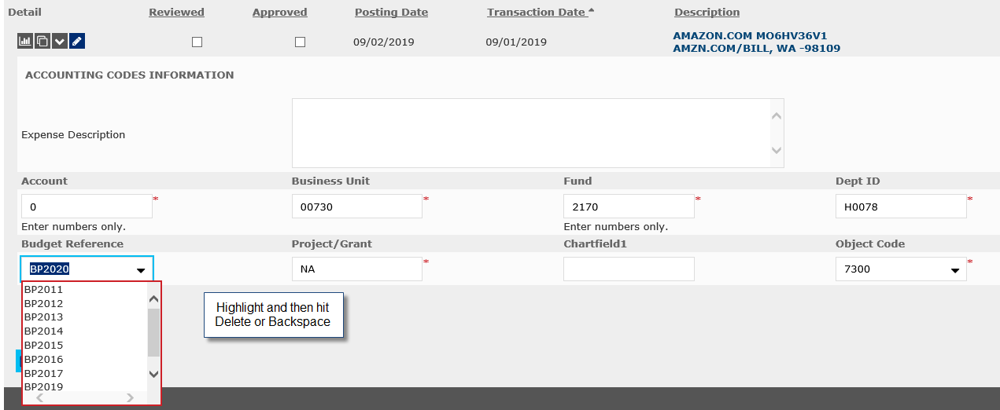 Detail Reviewed Approved Posting Date Transaction Date Description
09/02/2019 09/01/2019 AMAZON.COM MO6HV36V1
AMZN.COM/BILL, WA -98109
ACCOUNTING CODES INFORMATION
Expense Description
Account Business Unit Fund Dept ID
0 * 00730 * 2170 * H0078 *
Enter numbers only. Enter numbers only.
Budget Reference Project/Grant Chartfield1 Object Code
BP2020 NA * 7300 *
BP2011
BP2012
BP2013
BP2014
BP2015
BP2016
BP2017
BP2019
Highlight and then hit
Delete or Backspace